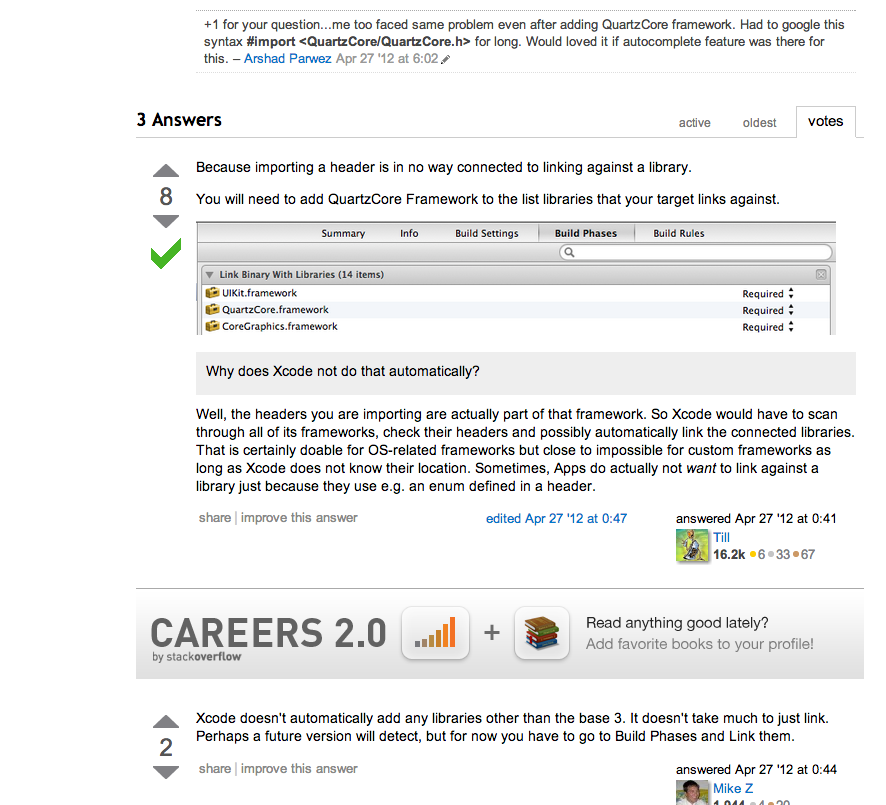 +1 for your question...me too faced same problem even after adding QuartzCore framework. Had to google this
syntax #import <QuartzCore/QuartzCore.h> for long. Would loved it if autocomplete feature was there for
this. – Arshad Parwez Apr 27 '12 at 6:02
3 Answers
active oldest votes
Because importing a header is in no way connected to linking against a library.
8
You will need to add QuartzCore Framework to the list libraries that your target links against.
Summary Info Build Settings Build Phases Build Rules
Link Binary With Libraries (14 items)
UIKit.framework Required
QuartzCore.framework Required
CoreGraphics.framework Required
Why does Xcode not do that automatically?
Well, the headers you are importing are actually part of that framework. So Xcode would have to scan
through all of its frameworks, check their headers and possibly automatically link the connected libraries.
That is certainly doable for OS-related frameworks but close to impossible for custom frameworks as
long as Xcode does not know their location. Sometimes, Apps do actually not want to link against a
library just because they use e.g. an enum defined in a header.
share | improve this answer edited Apr 27 '12 at 0:47 answered Apr 27 '12 at 0:41
Till
16.2k 6 33 67
CAREERS 2.0
by stackoverflow
+
Read anything good lately?
Add favorite books to your profile!
Xcode doesn't automatically add any libraries other than the base 3. It doesn't take much to just link.
Perhaps a future version will detect, but for now you have to go to Build Phases and Link them.
2
share | improve this answer answered Apr 27 '12 at 0:44
Mike Z